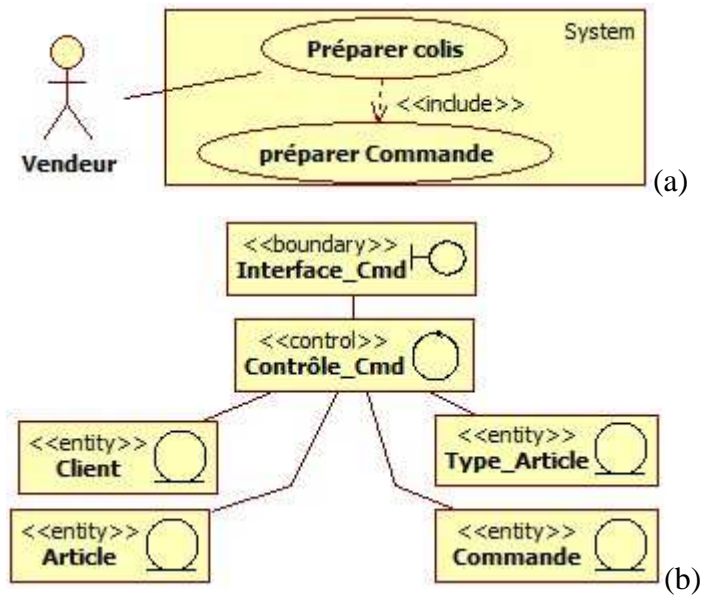 System
Préparer colis
<<include>>
Vendeur
préparer Commande
(a)
<<boundary>>
Interface_Cmd
<<control>>
Contrôle_Cmd
<<entity>>
Client
<<entity>>
Type_Article
<<entity>>
Article
<<entity>>
Commande
(b)